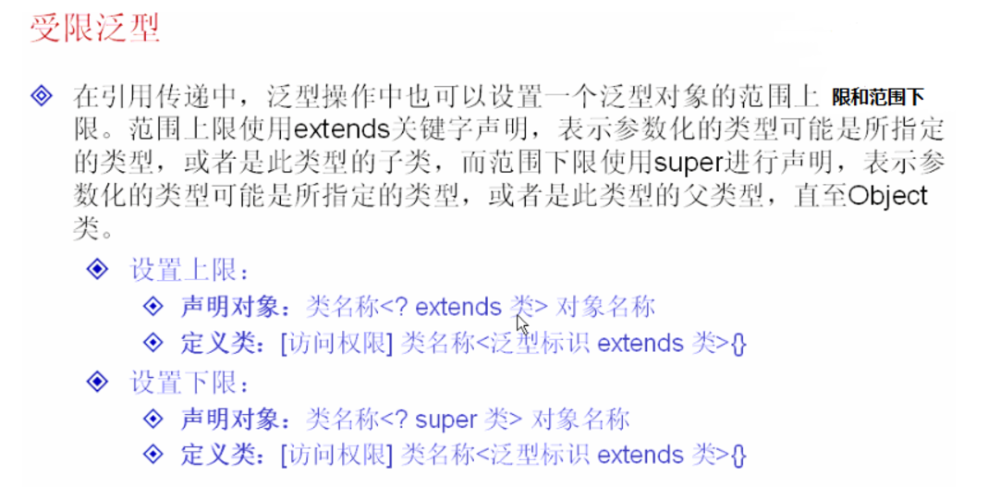 受限泛型
在引用传递中，泛型操作中也可以设置一个泛型对象的范围上 限和范围下
限。范围上限使用extends关键字声明，表示参数化的类型可能是所指定
的类型，或者是此类型的子类，而范围下限使用super进行声明，表示参
数化的类型可能是所指定的类型，或者是此类型的父类型，直至Object
类。
设置上限：
声明对象：类名称<? extends 类> 对象名称
定义类：[访问权限] 类名称<泛型标识 extends 类>{}
设置下限：
声明对象：类名称<? super 类> 对象名称
定义类：[访问权限] 类名称<泛型标识 extends 类>{}